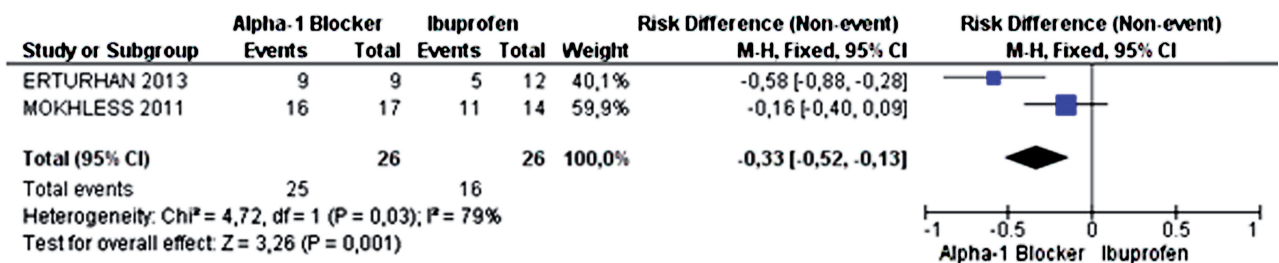 Alpha-1 Blocker Ibuprofen Risk Difference (Non-event) Risk Difference (Non-event)
Study or Subgroup Events Total Events Total Weight M-H, Fixed, 95% CI M-H, Fixed, 95% CI
ERTURHAN 2013 9 9 5 12 40,1% -0,58 [-0,88, -0,28]
MOKHLESS 2011 16 17 11 14 59,9% -0,16 [-0,40, 0,09]
Total (95% CI) 26 26 100,0% -0,33 [-0,52, -0,13]
Total events 25 16
Heterogeneity: Chi² = 4,72, df = 1 (P = 0,03); I² = 79%
Test for overall effect: Z = 3,26 (P = 0,001)
-1 -0.5 0 0.5 1
Alpha-1 Blocker Ibuprofen